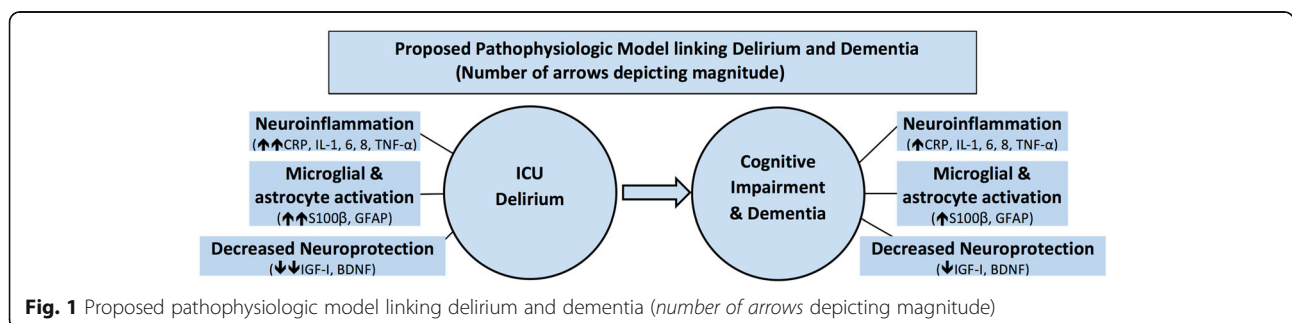 Proposed Pathophysiologic Model linking Delirium and Dementia
(Number of arrows depicting magnitude)
Neuroinflammation
(↑↑CRP, IL-1, 6, 8, TNF-α)
Microglial &
astrocyte activation
(↑↑S100β, GFAP)
Decreased Neuroprotection
(↓↓IGF-I, BDNF)
ICU
Delirium
Cognitive
Impairment
& Dementia
Neuroinflammation
(↑CRP, IL-1, 6, 8, TNF-α)
Microglial &
astrocyte activation
(↑S100β, GFAP)
Decreased Neuroprotection
(↓IGF-I, BDNF)
Fig. 1 Proposed pathophysiologic model linking delirium and dementia (number of arrows depicting magnitude)